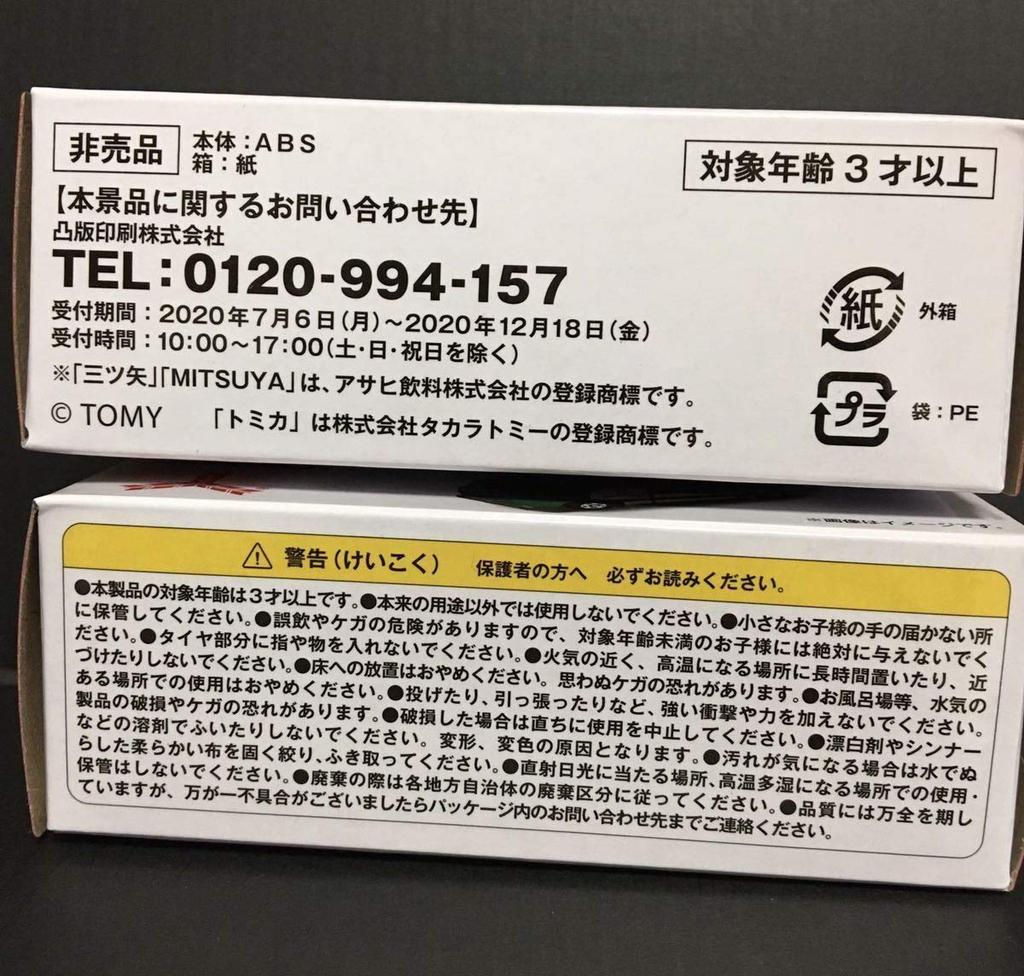 非売品
本体：ABS
箱：紙
対象年齢3才以上
【本景品に関するお問い合わせ先】
凸版印刷株式会社
TEL：0120-994-157
受付期間：2020年7月6日(月)～2020年12月18日(金)
受付時間：10:00～17:00(土・日・祝日を除く)
※「三ツ矢」「MITSUYA」は、アサヒ飲料株式会社の登録商標です。
© TOMY 「トミカ」は株式会社タカラトミーの登録商標です。
紙 外箱
プラ 袋：PE
※画像はイメージです。
⚠ 警告(けいこく) 保護者の方へ 必ずお読みください。
●本製品の対象年齢は3才以上です。●本来の用途以外では使用しないでください。●小さなお子様の手の届かない所
に保管してください。●誤飲やケガの危険がありますので、対象年齢未満のお子様には絶対に与えないでく
ださい。●タイヤ部分に指や物を入れないでください。●火気の近く、高温になる場所に長時間置いたり、近
づけたりしないでください。●床への放置はおやめください。思わぬケガの恐れがあります。●お風呂場等、水気の
ある場所での使用はおやめください。●投げたり、引っ張ったりなど、強い衝撃や力を加えないでください。
製品の破損やケガの恐れがあります。●破損した場合は直ちに使用を中止してください。●漂白剤やシンナー
などの溶剤でふいたりしないでください。変形、変色の原因となります。●汚れが気になる場合は水でぬ
らした柔らかい布を固く絞り、ふき取ってください。●直射日光に当たる場所、高温多湿になる場所での使用・
保管はしないでください。●廃棄の際は各地方自治体の廃棄区分に従ってください。●品質には万全を期し
ていますが、万が一不具合がございましたらパッケージ内のお問い合わせ先までご連絡ください。